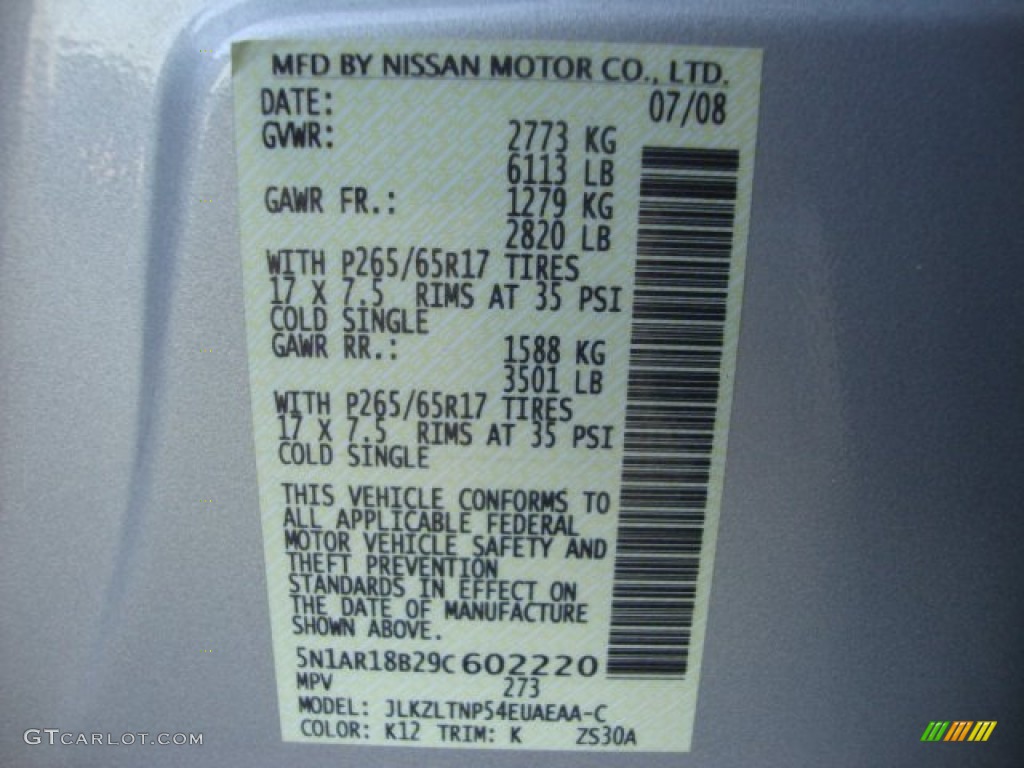 MFD BY NISSAN MOTOR CO., LTD.
DATE: 07/08
GVWR: 2773 KG
6113 LB
GAWR FR.: 1279 KG
2820 LB
WITH P265/65R17 TIRES
17 X 7.5 RIMS AT 35 PSI
COLD SINGLE
GAWR RR.: 1588 KG
3501 LB
WITH P265/65R17 TIRES
17 X 7.5 RIMS AT 35 PSI
COLD SINGLE
THIS VEHICLE CONFORMS TO
ALL APPLICABLE FEDERAL
MOTOR VEHICLE SAFETY AND
THEFT PREVENTION
STANDARDS IN EFFECT ON
THE DATE OF MANUFACTURE
SHOWN ABOVE.
5N1AR18B29C602220
MPV 273
MODEL: JLKZLTNP54EUAEAA-C
COLOR: K12 TRIM: K ZS30A
GTCARLOT.COM